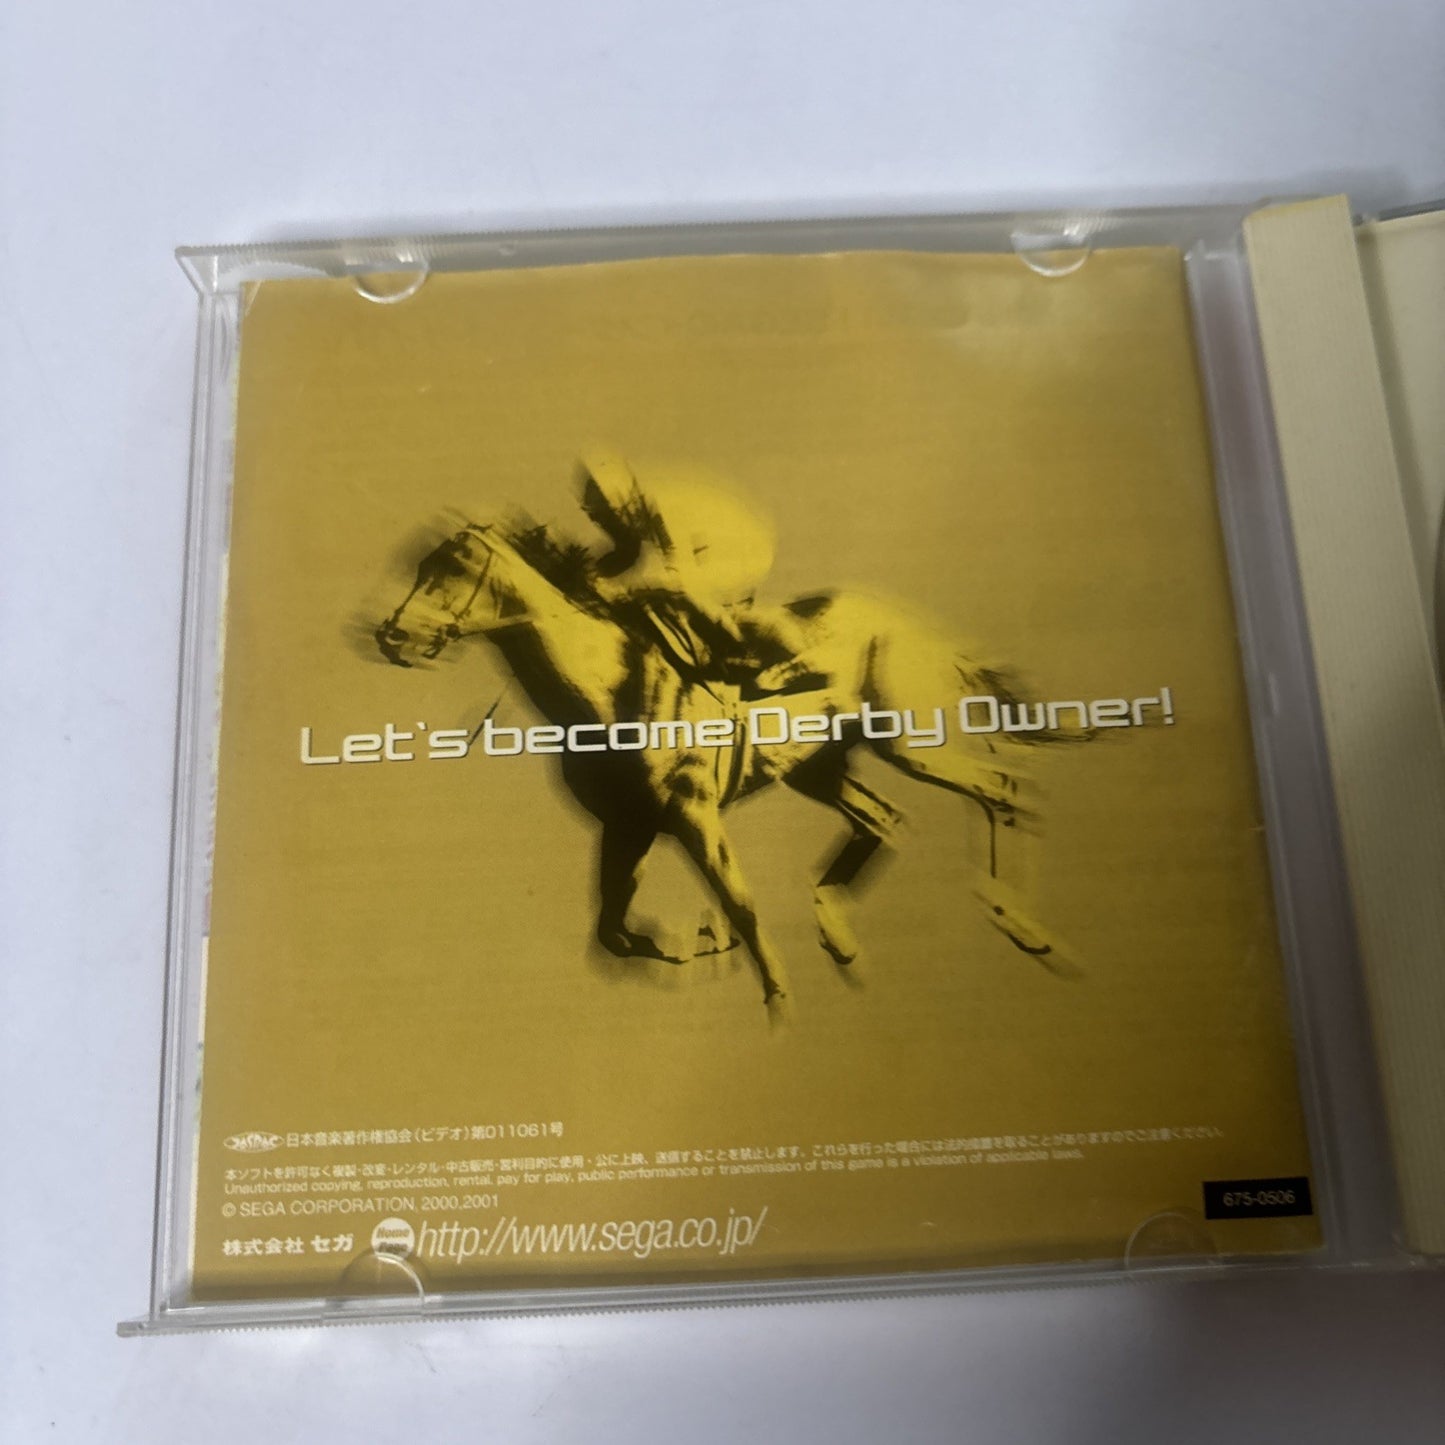 Let`s become Derby Owner!
JASRAC 日本音楽著作権協会(ビデオ)第011061号
本ソフトを許可なく複製・改変・レンタル・中古販売・営利目的に使用・公に上映、送信することを禁止します。これらを行った場合には法的措置を取ることがありますのでご注意ください。
Unauthorized copying, reproduction, rental, pay for play, public performance or transmission of this game is a violation of applicable laws.
© SEGA CORPORATION, 2000,2001
675-0506
株式会社 セガ Home http://www.sega.co.jp/